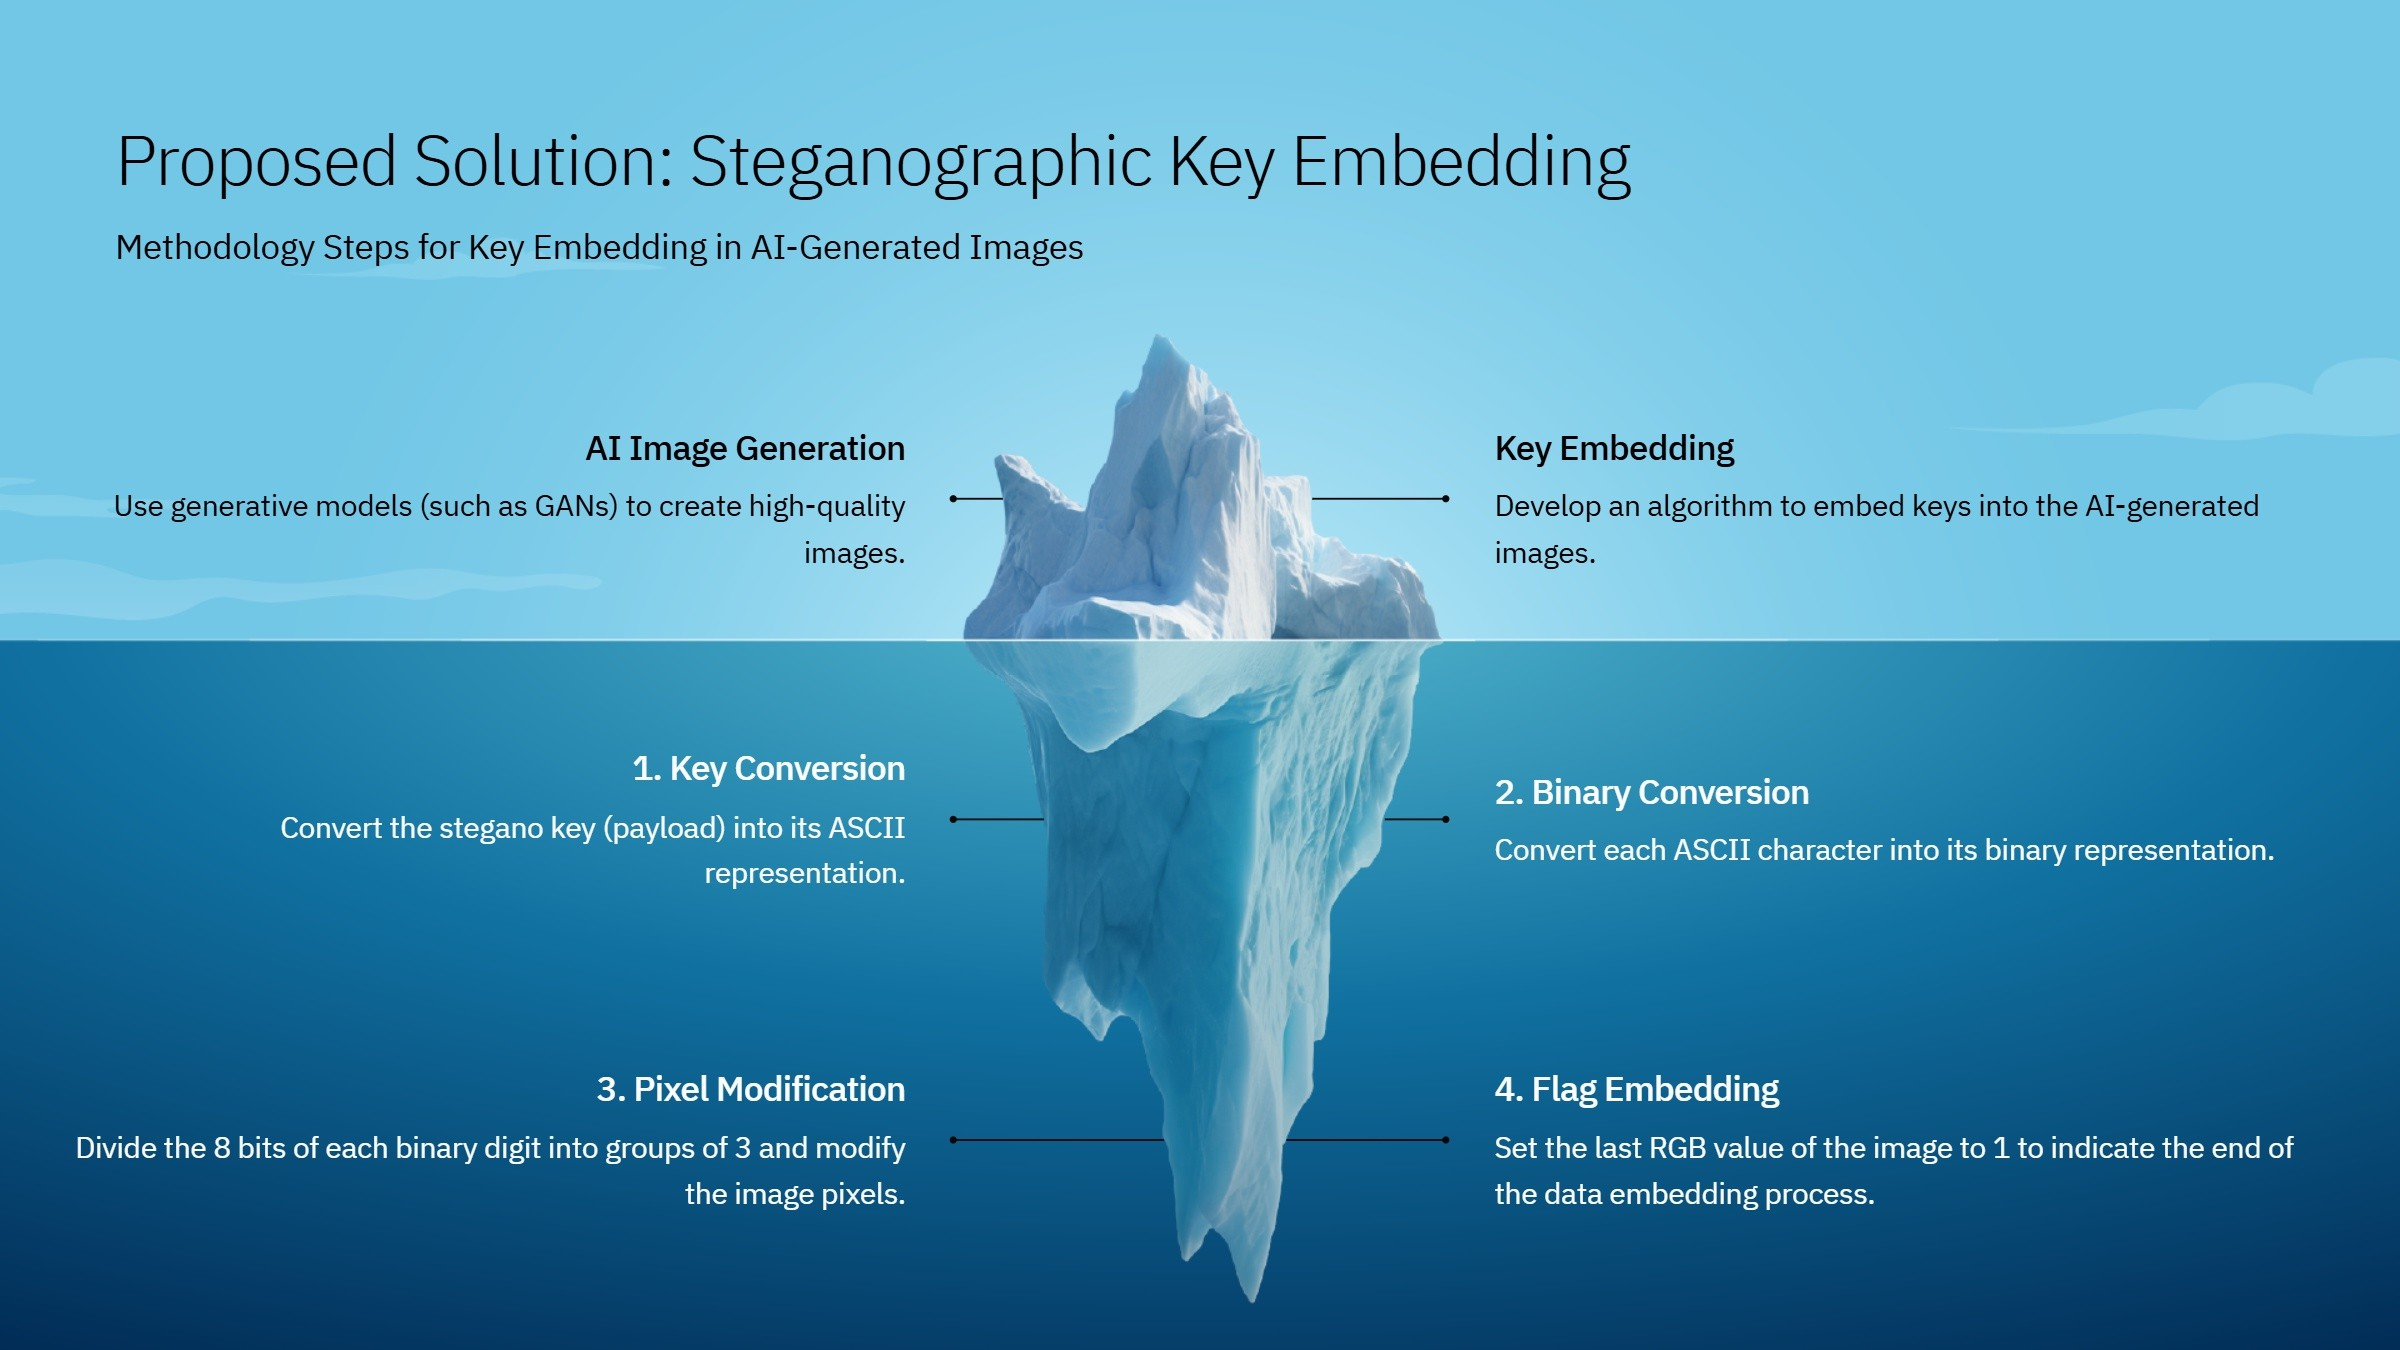 Proposed Solution: Steganographic Key Embedding
Methodology Steps for Key Embedding in AI-Generated Images
AI Image Generation
Use generative models (such as GANs) to create high-quality
images.
Key Embedding
Develop an algorithm to embed keys into the AI-generated
images.
1. Key Conversion
Convert the stegano key (payload) into its ASCII
representation.
2. Binary Conversion
Convert each ASCII character into its binary representation.
3. Pixel Modification
Divide the 8 bits of each binary digit into groups of 3 and modify
the image pixels.
4. Flag Embedding
Set the last RGB value of the image to 1 to indicate the end of
the data embedding process.